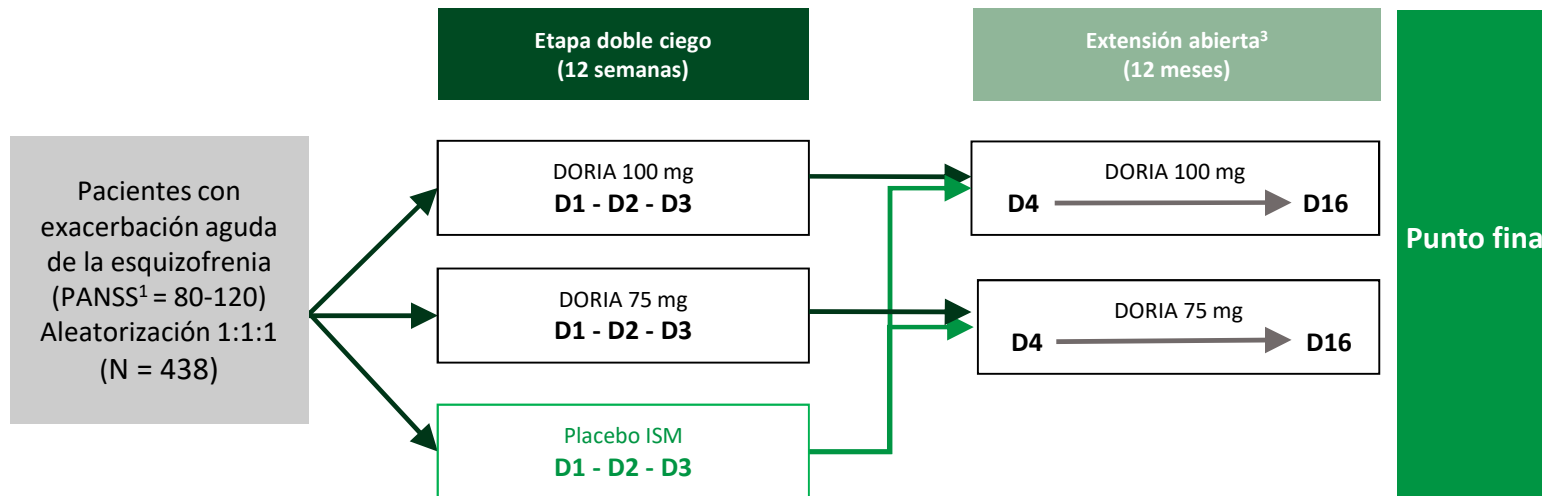 Etapa doble ciego
(12 semanas)
Extensión abierta³
(12 meses)
Pacientes con
exacerbación aguda
de la esquizofrenia
(PANSS¹ = 80-120)
Aleatorización 1:1:1
(N = 438)
DORIA 100 mg
D1 - D2 - D3
DORIA 75 mg
D1 - D2 - D3
Placebo ISM
D1 - D2 - D3
DORIA 100 mg
D4 D16
DORIA 75 mg
D4 D16
Punto fina